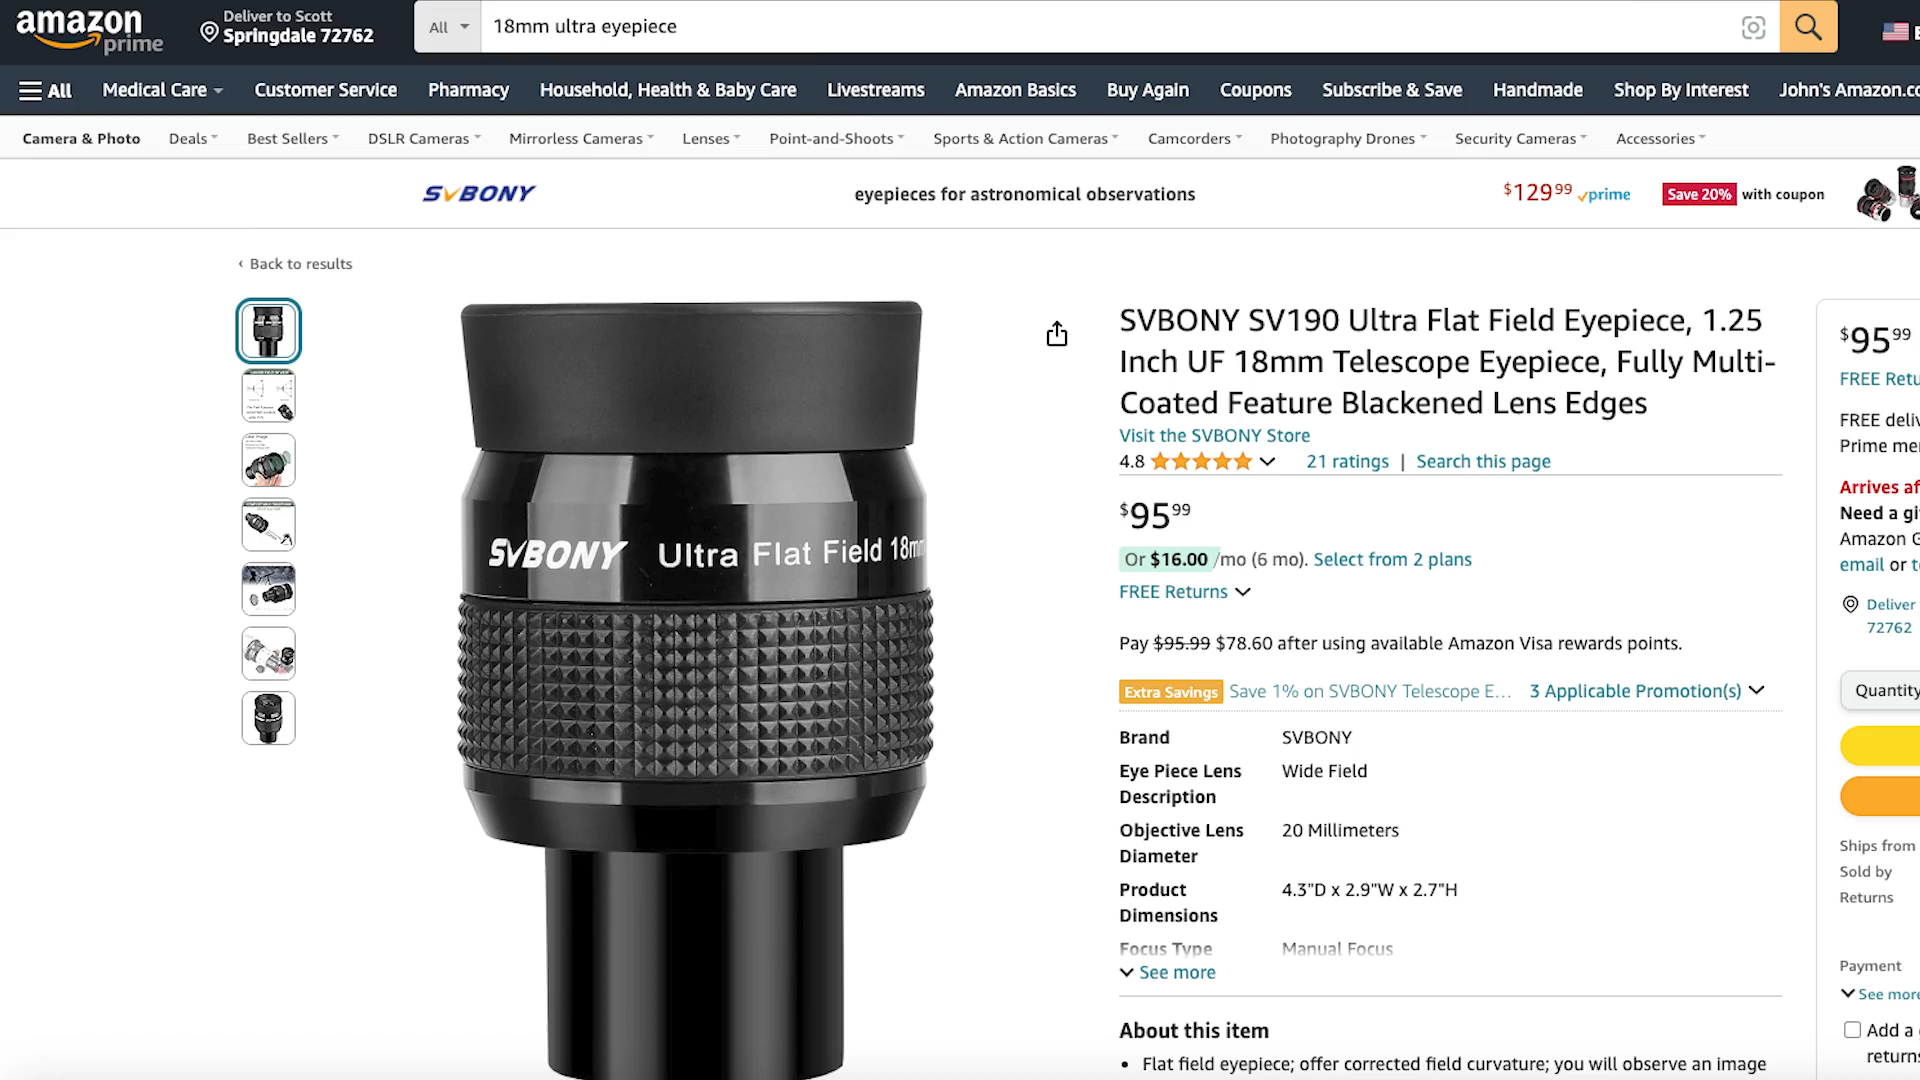 amazon
prime
Deliver to Scott
Springdale 72762
All
18mm ultra eyepiece
All
Medical Care
Customer Service
Pharmacy
Household, Health & Baby Care
Livestreams
Amazon Basics
Buy Again
Coupons
Subscribe & Save
Handmade
Shop By Interest
John's Amazon.co
Camera & Photo
Deals
Best Sellers
DSLR Cameras
Mirrorless Cameras
Lenses
Point-and-Shoots
Sports & Action Cameras
Camcorders
Photography Drones
Security Cameras
Accessories
SVBONY
eyepieces for astronomical observations
$129 99 prime
Save 20% with coupon
‹ Back to results
SVBONY Ultra Flat Field 18mm
SVBONY SV190 Ultra Flat Field Eyepiece, 1.25
Inch UF 18mm Telescope Eyepiece, Fully Multi-
Coated Feature Blackened Lens Edges
Visit the SVBONY Store
4.8
21 ratings | Search this page
$95 99
Or $16.00 /mo (6 mo). Select from 2 plans
FREE Returns
Pay $95.99 $78.60 after using available Amazon Visa rewards points.
Extra Savings Save 1% on SVBONY Telescope E... 3 Applicable Promotion(s)
Brand SVBONY
Eye Piece Lens Wide Field
Description
Objective Lens 20 Millimeters
Diameter
Product 4.3"D x 2.9"W x 2.7"H
Dimensions
Focus Type Manual Focus
See more
About this item
• Flat field eyepiece; offer corrected field curvature; you will observe an image
$95 99
FREE Retu
FREE deliv
Prime me
Arrives af
Need a gi
Amazon G
email or t
Deliver
72762
Quantity
Ships from
Sold by
Returns
Payment
See more
Add a
returns